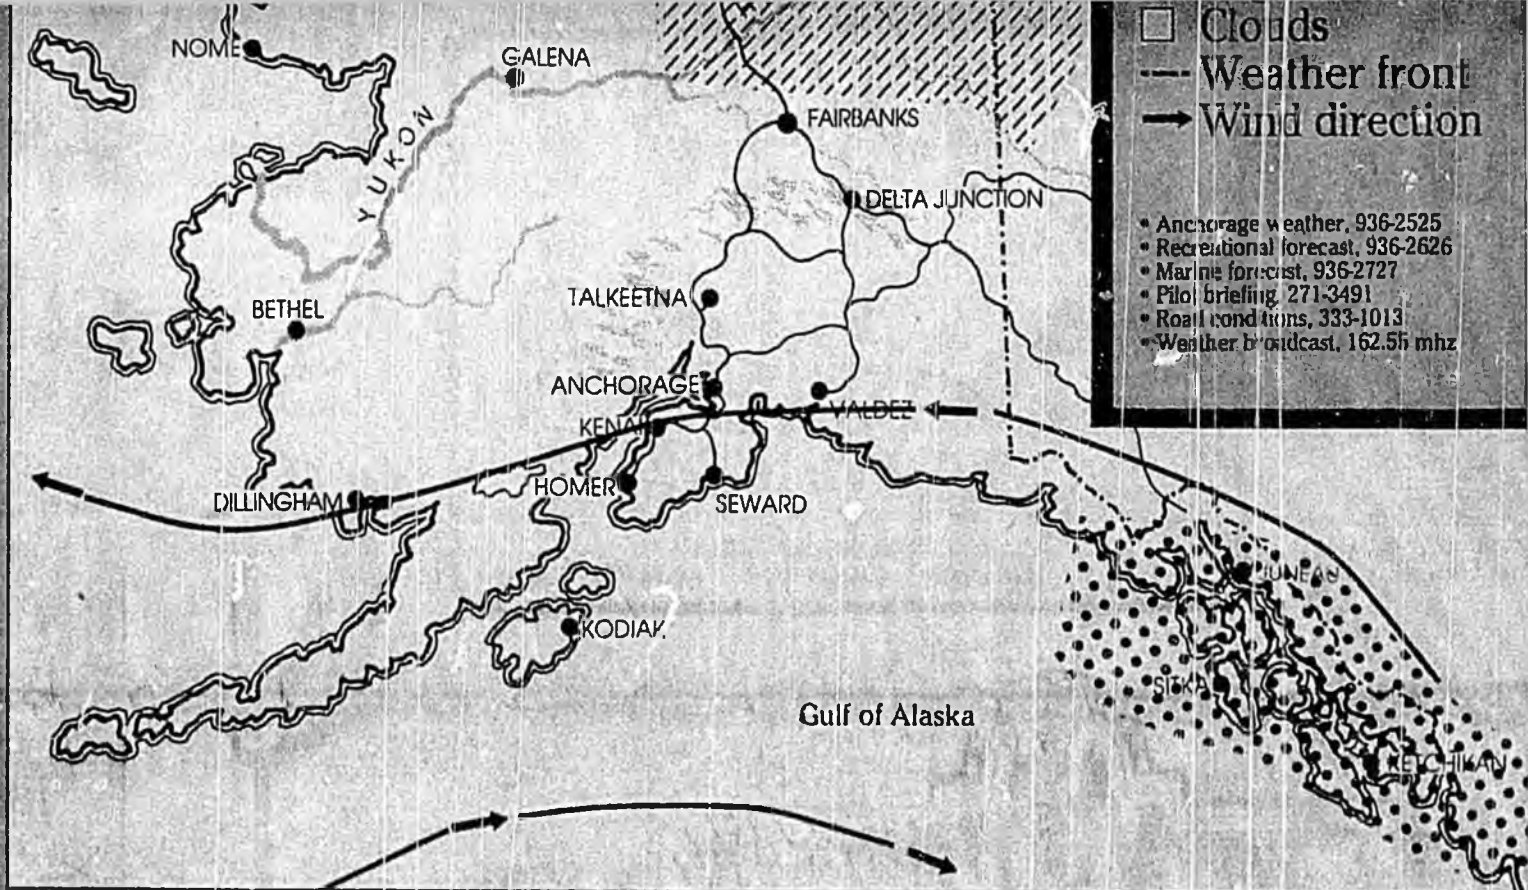 Clouds
Weather front
Wind direction
• Anchorage weather, 936-2525
• Recreational forecast, 936-2626
• Marine forecast, 936-2727
• Pilot briefing, 271-3491
• Road conditions, 333-1013
• Weather broadcast, 162.55 mhz
NOME
GALENA
YUKON
FAIRBANKS
DELTA JUNCTION
TALKEETNA
BETHEL
ANCHORAGE
VALDEZ
KENAI
DILLINGHAM
HOMER
SEWARD
JUNEAU
KODIAK
SITKA
Gulf of Alaska
KETCHIKAN